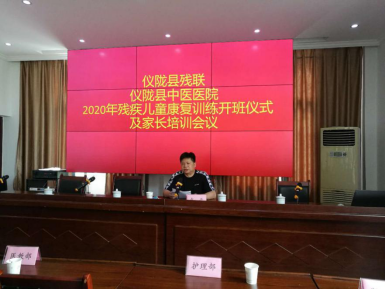 仪陇县残联
仪陇县中医医院
2020年残疾儿童康复训练开班仪式
及家长培训会议
护理部